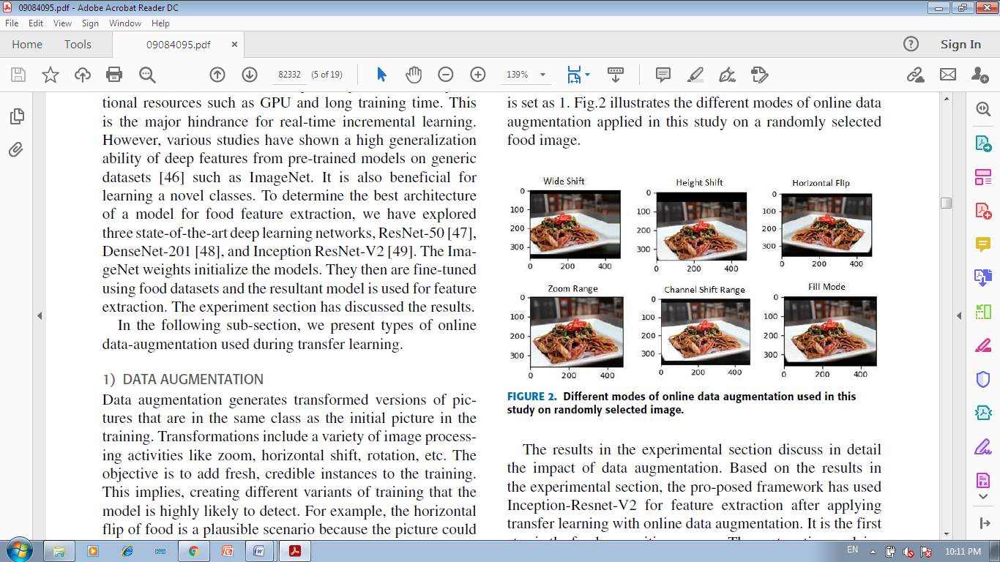 09084095.pdf - Adobe Acrobat Reader DC
File Edit View Sign Window Help
Home Tools 09084095.pdf × Sign In
82332 (5 of 19) 139%
tional resources such as GPU and long training time. This
is the major hindrance for real-time incremental learning.
However, various studies have shown a high generalization
ability of deep features from pre-trained models on generic
datasets [46] such as ImageNet. It is also beneficial for
learning a novel classes. To determine the best architecture
of a model for food feature extraction, we have explored
three state-of-the-art deep learning networks, ResNet-50 [47],
DenseNet-201 [48], and Inception ResNet-V2 [49]. The Ima-
geNet weights initialize the models. They then are fine-tuned
using food datasets and the resultant model is used for feature
extraction. The experiment section has discussed the results.
In the following sub-section, we present types of online
data-augmentation used during transfer learning.
1) DATA AUGMENTATION
Data augmentation generates transformed versions of pic-
tures that are in the same class as the initial picture in the
training. Transformations include a variety of image process-
ing activities like zoom, horizontal shift, rotation, etc. The
objective is to add fresh, credible instances to the training.
This implies, creating different variants of training that the
model is highly likely to detect. For example, the horizontal
flip of food is a plausible scenario because the picture could
is set as 1. Fig.2 illustrates the different modes of online data
augmentation applied in this study on a randomly selected
food image.
Wide Shift
0
100
200
300
0 200 400
Height Shift
0
100
200
300
0 200 400
Horizontal Flip
0
100
200
300
0 200 400
Zoom Range
0
100
200
300
0 200 400
Channel Shift Range
0
100
200
300
0 200 400
Fill Mode
0
100
200
300
0 200 400
FIGURE 2. Different modes of online data augmentation used in this
study on randomly selected image.
The results in the experimental section discuss in detail
the impact of data augmentation. Based on the results in
the experimental section, the pro-posed framework has used
Inception-Resnet-V2 for feature extraction after applying
transfer learning with online data augmentation. It is the first
EN 10:11 PM